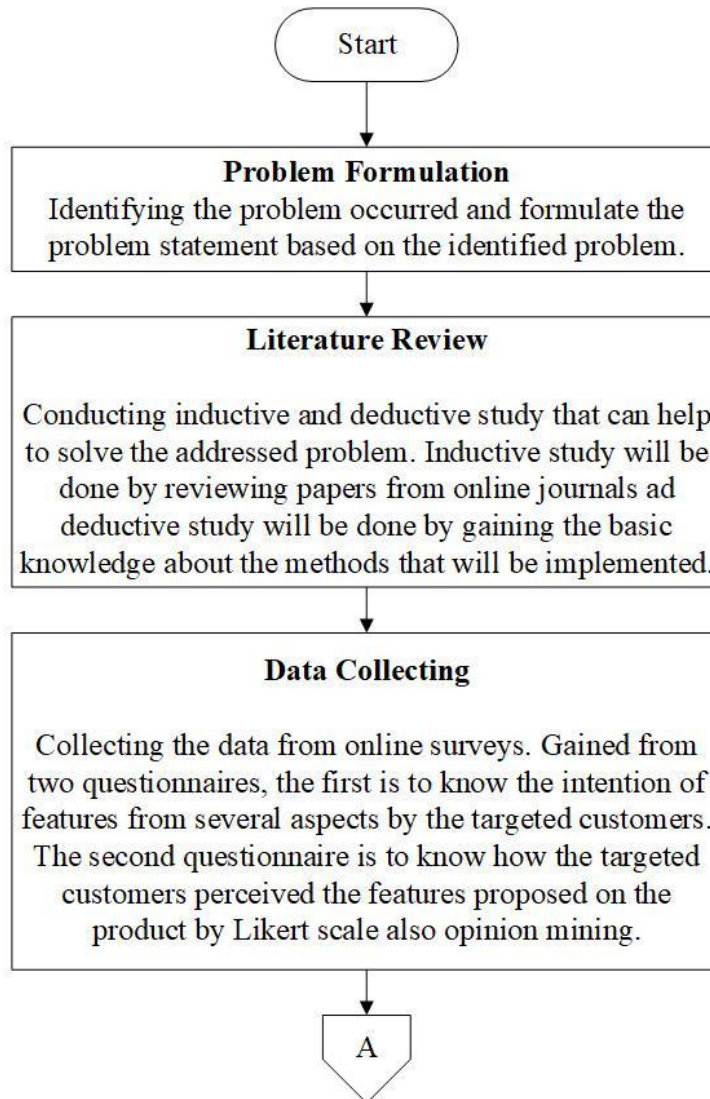 Start
Problem Formulation
Identifying the problem occurred and formulate the
problem statement based on the identified problem.
Literature Review
Conducting inductive and deductive study that can help
to solve the addressed problem. Inductive study will be
done by reviewing papers from online journals ad
deductive study will be done by gaining the basic
knowledge about the methods that will be implemented.
Data Collecting
Collecting the data from online surveys. Gained from
two questionnaires, the first is to know the intention of
features from several aspects by the targeted customers.
The second questionnaire is to know how the targeted
customers perceived the features proposed on the
product by Likert scale also opinion mining.
A